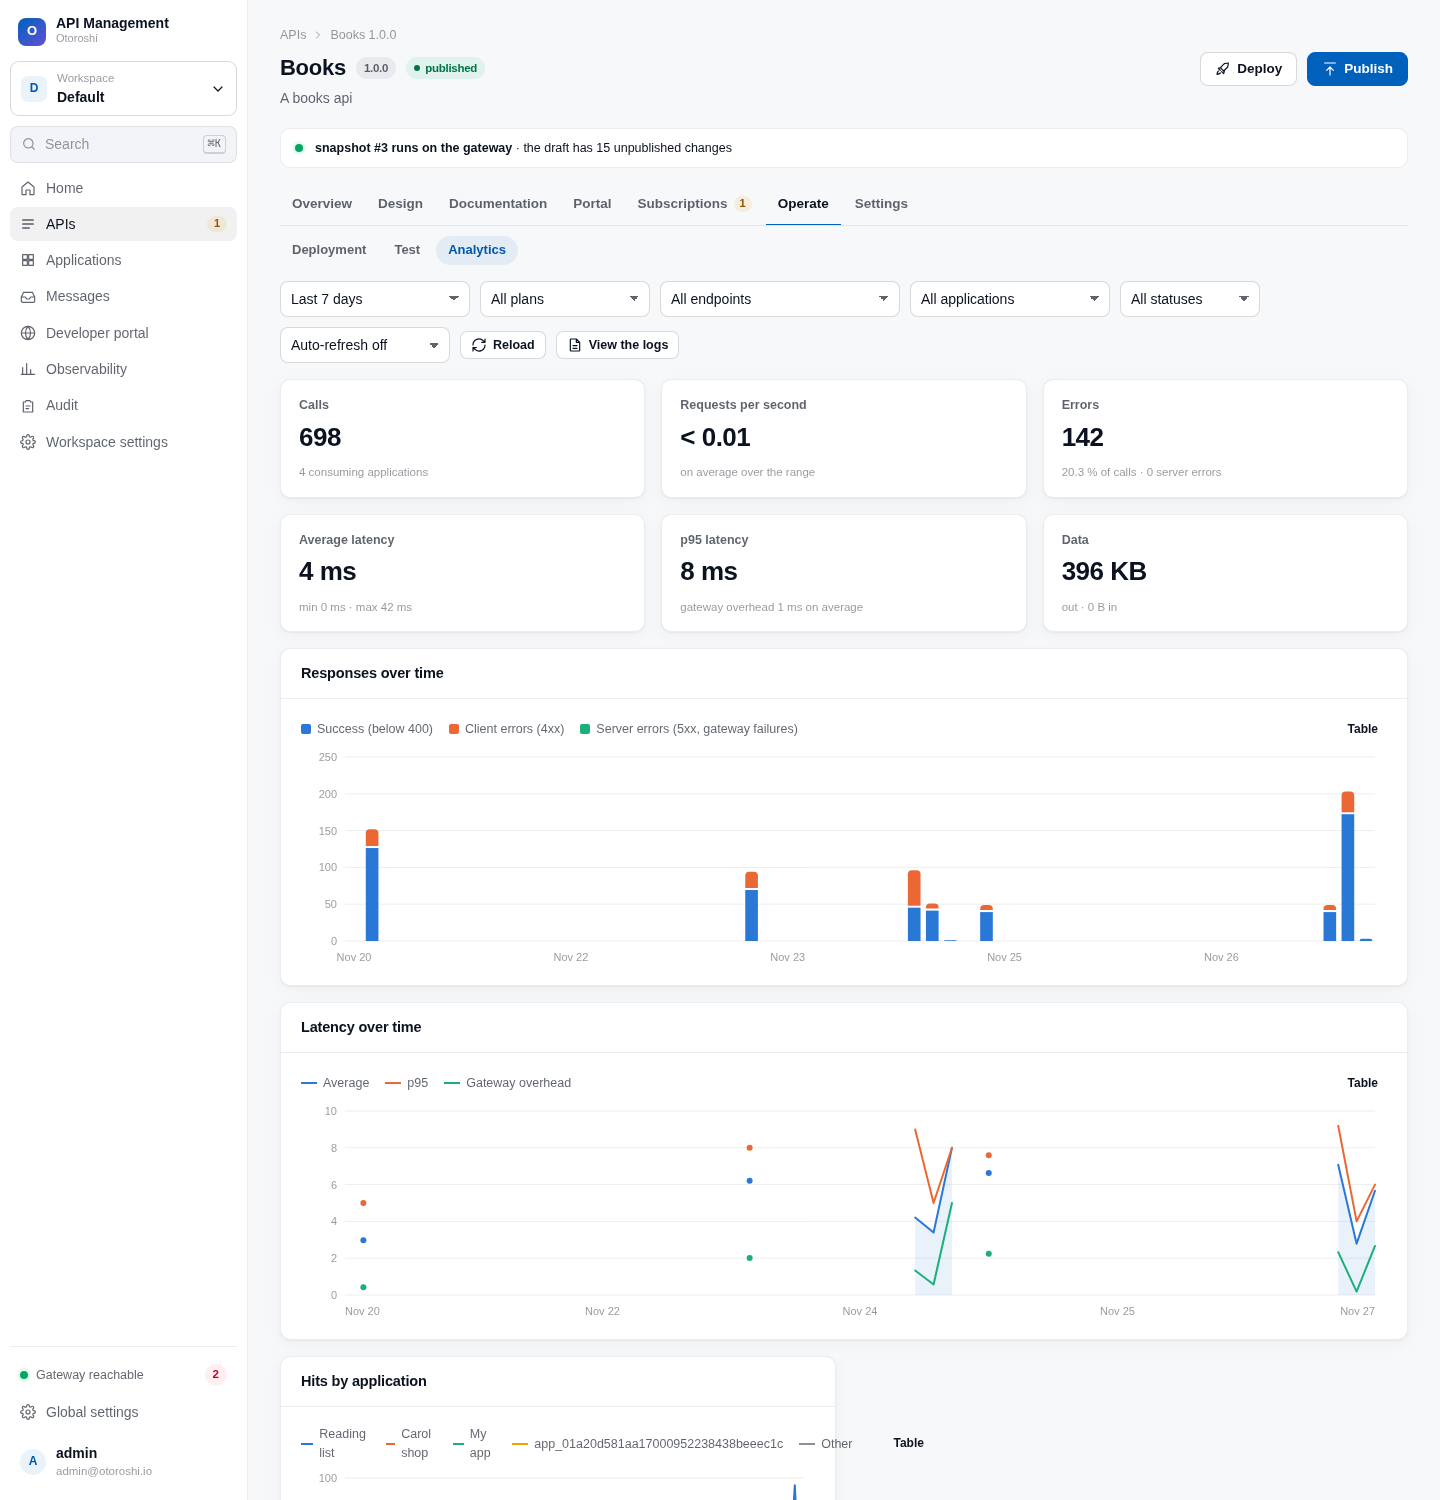 O
API Management
Otoroshi
D
Workspace
Default
Search
⌘K
Home
APIs
1
Applications
Messages
Developer portal
Observability
Audit
Workspace settings
Gateway reachable
2
Global settings
A
admin
admin@otoroshi.io
APIs
Books 1.0.0
Books
1.0.0
published
Deploy
Publish
A books api
snapshot #3 runs on the gateway · the draft has 15 unpublished changes
Overview
Design
Documentation
Portal
Subscriptions
1
Operate
Settings
Deployment
Test
Analytics
Last 7 days
All plans
All endpoints
All applications
All statuses
Auto-refresh off
Reload
View the logs
Calls
698
4 consuming applications
Requests per second
< 0.01
on average over the range
Errors
142
20.3 % of calls · 0 server errors
Average latency
4 ms
min 0 ms · max 42 ms
p95 latency
8 ms
gateway overhead 1 ms on average
Data
396 KB
out · 0 B in
Responses over time
Success (below 400)
Client errors (4xx)
Server errors (5xx, gateway failures)
Table
250
200
150
100
50
0
Nov 20
Nov 22
Nov 23
Nov 25
Nov 26
Latency over time
Average
p95
Gateway overhead
Table
10
8
6
4
2
0
Nov 20
Nov 22
Nov 24
Nov 25
Nov 27
Hits by application
Reading
list
Carol
shop
My
app
app_01a20d581aa17000952238438beeec1c
Other
Table
100